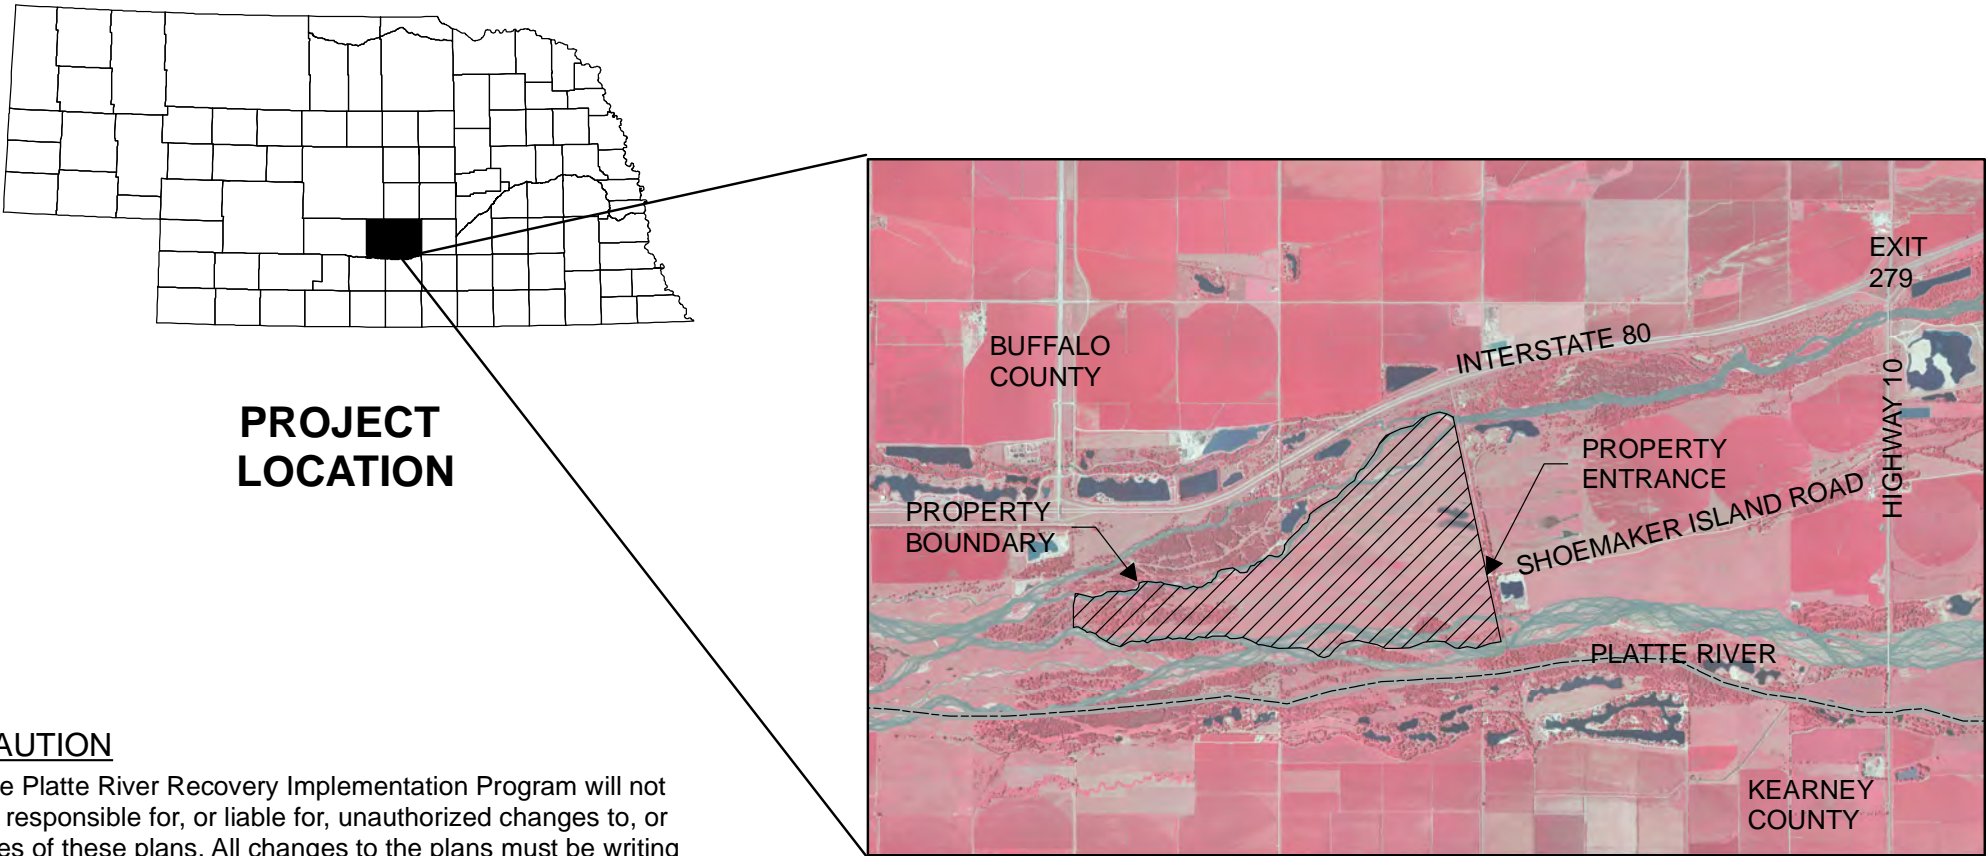 PROJECT
LOCATION
BUFFALO
COUNTY
INTERSTATE 80
EXIT
279
HIGHWAY 10
PROPERTY
ENTRANCE
SHOEMAKER ISLAND ROAD
PROPERTY
BOUNDARY
PLATTE RIVER
KEARNEY
COUNTY
AUTION
e Platte River Recovery Implementation Program will not
responsible for, or liable for, unauthorized changes to, or
es of these plans. All changes to the plans must be writing